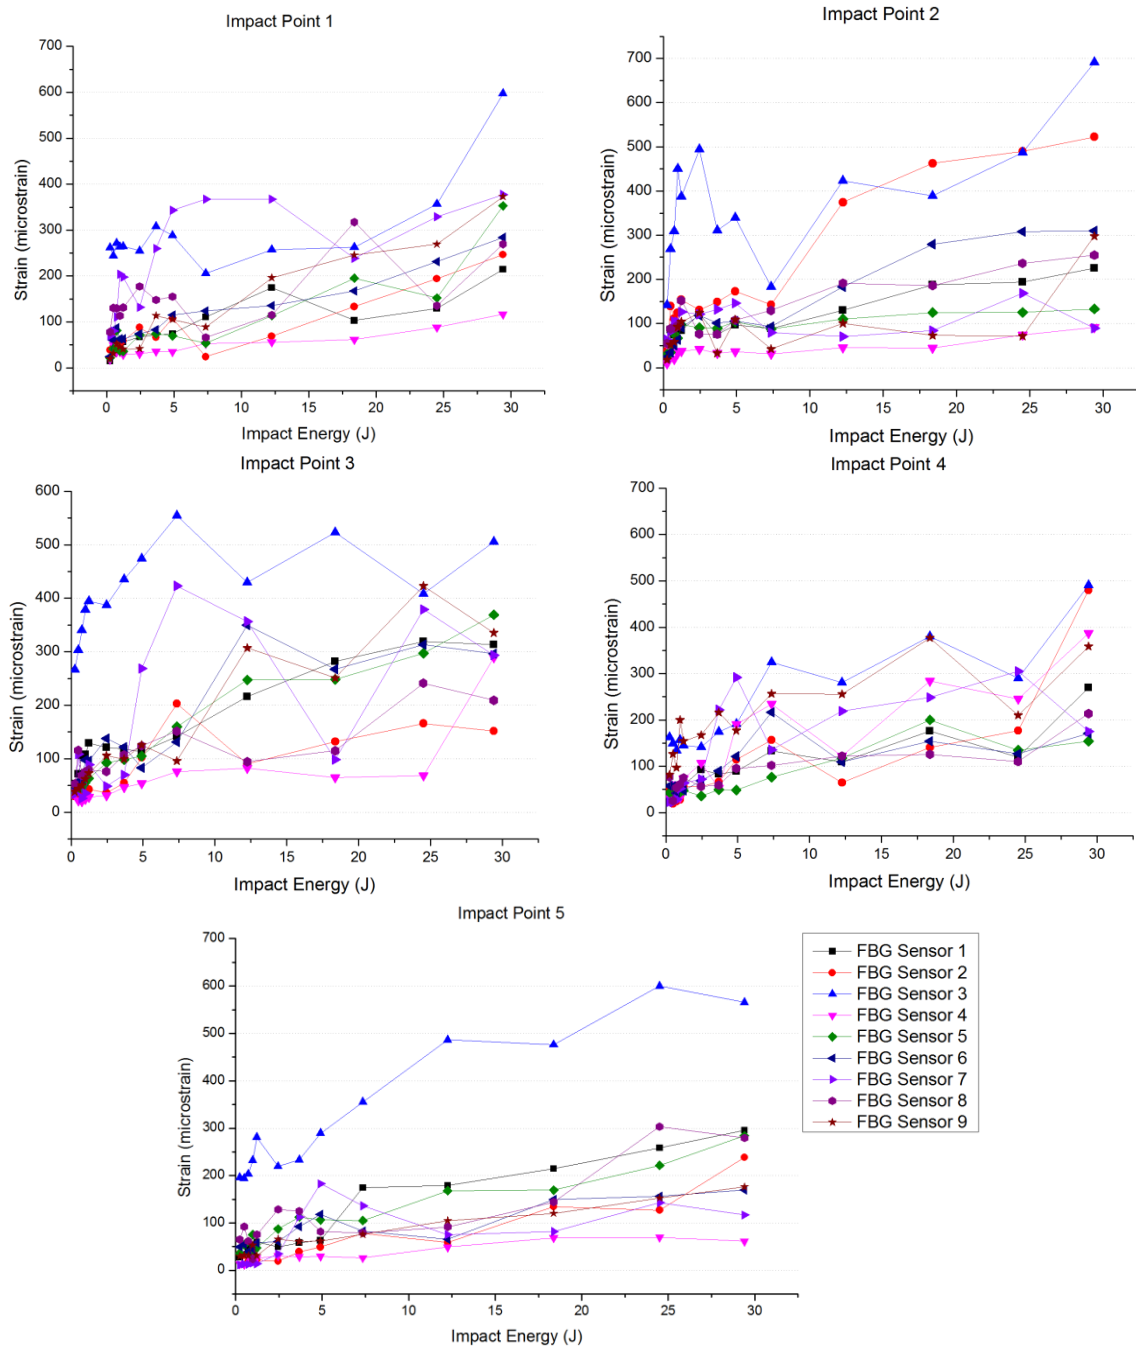 Impact Point 1
700
600
500
400
300
200
100
0
Strain (microstrain)
0 5 10 15 20 25 30
Impact Energy (J)
Impact Point 2
700
600
500
400
300
200
100
0
Strain (microstrain)
0 5 10 15 20 25 30
Impact Energy (J)
Impact Point 3
600
500
400
300
200
100
0
Strain (microstrain)
0 5 10 15 20 25 30
Impact Energy (J)
Impact Point 4
700
600
500
400
300
200
100
0
Strain (microstrain)
0 5 10 15 20 25 30
Impact Energy (J)
Impact Point 5
700
600
500
400
300
200
100
0
Strain (microstrain)
0 5 10 15 20 25 30
Impact Energy (J)
FBG Sensor 1
FBG Sensor 2
FBG Sensor 3
FBG Sensor 4
FBG Sensor 5
FBG Sensor 6
FBG Sensor 7
FBG Sensor 8
FBG Sensor 9